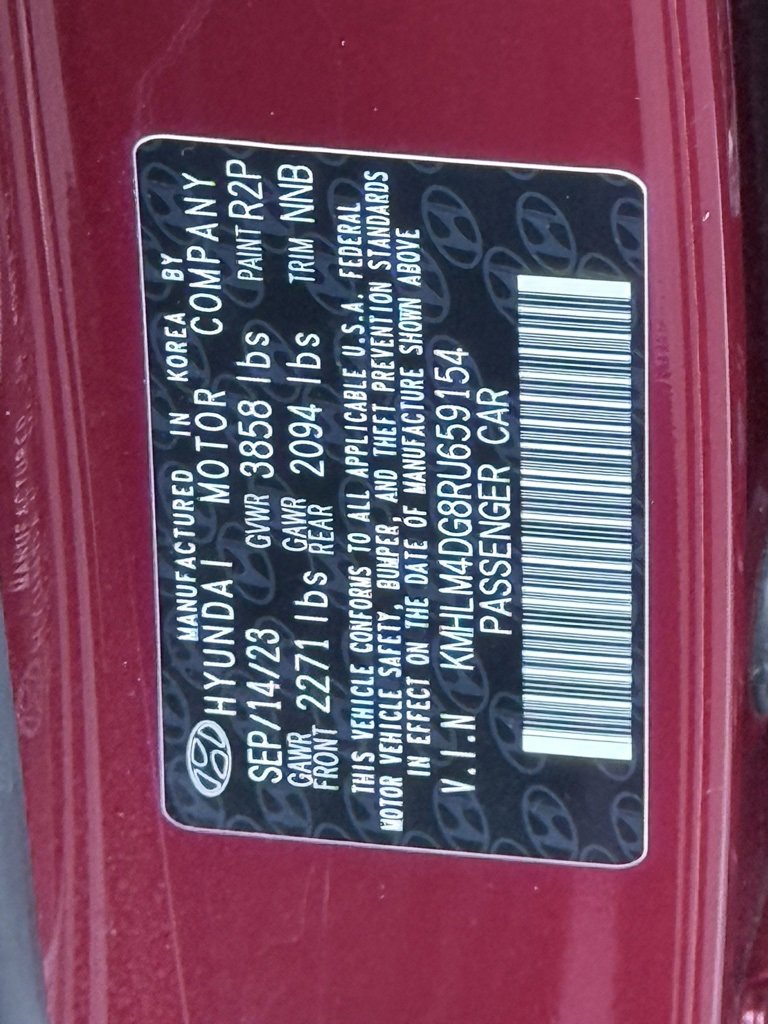 MANUFACTURED IN KOREA BY
HYUNDAI MOTOR COMPANY
SEP/14/23 GVWR 3858 lbs PAINT R2P
GAWR FRONT 2271 lbs GAWR REAR 2094 lbs TRIM NNB
THIS VEHICLE CONFORMS TO ALL APPLICABLE U.S.A. FEDERAL
MOTOR VEHICLE SAFETY, BUMPER, AND THEFT PREVENTION STANDARDS
IN EFFECT ON THE DATE OF MANUFACTURE SHOWN ABOVE
V.I.N KMHLM4DG8RU659154
PASSENGER CAR